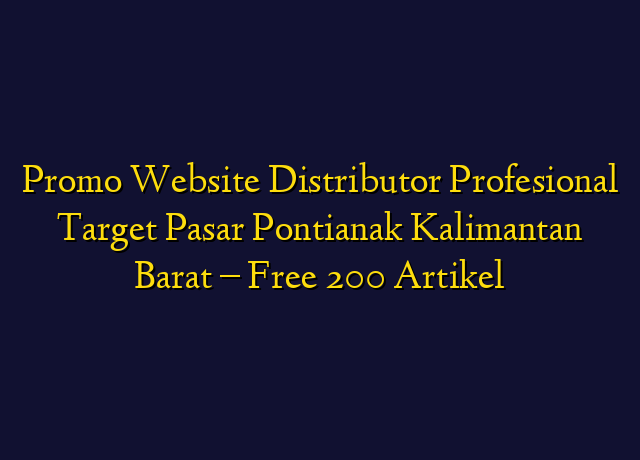 Promo Website Distributor Profesional
Target Pasar Pontianak Kalimantan
Barat – Free 200 Artikel